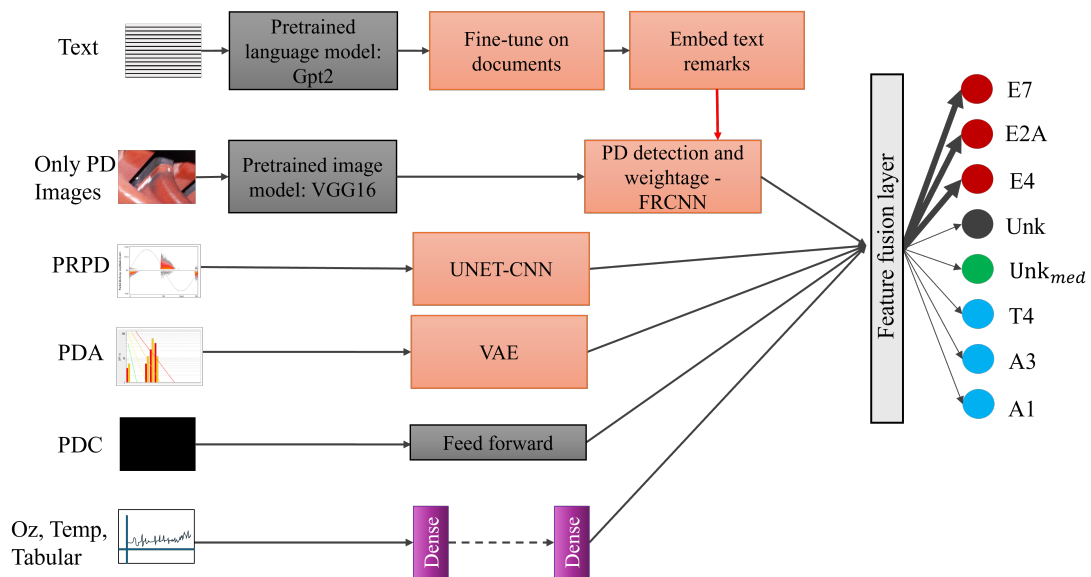 Text
Pretrained
language model:
Gpt2
Fine-tune on
documents
Embed text
remarks
Only PD
Images
Pretrained image
model: VGG16
PD detection and
weightage -
FRCNN
PRPD
UNET-CNN
PDA
VAE
PDC
Feed forward
Oz, Temp,
Tabular
Dense
Dense
Feature fusion layer
E7
E2A
E4
Unk
Unkmed
T4
A3
A1